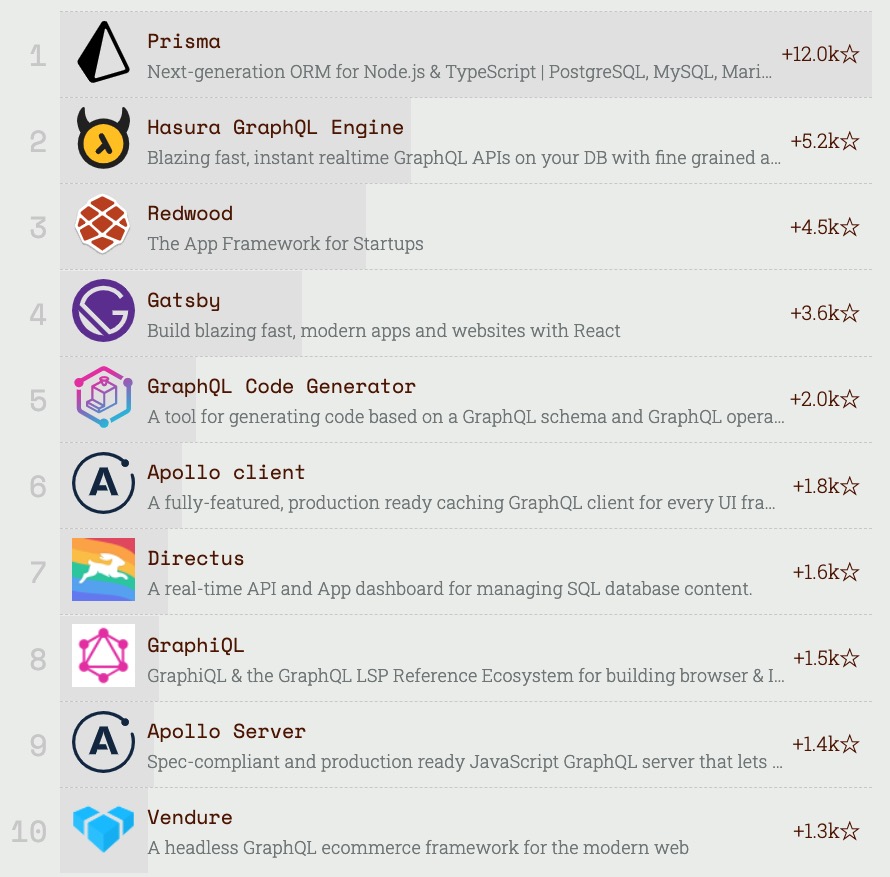 1
Prisma
Next-generation ORM for Node.js & TypeScript | PostgreSQL, MySQL, Mari...
+12.0k☆
2
Hasura GraphQL Engine
Blazing fast, instant realtime GraphQL APIs on your DB with fine grained a...
+5.2k☆
3
Redwood
The App Framework for Startups
+4.5k☆
4
Gatsby
Build blazing fast, modern apps and websites with React
+3.6k☆
5
GraphQL Code Generator
A tool for generating code based on a GraphQL schema and GraphQL opera...
+2.0k☆
6
Apollo client
A fully-featured, production ready caching GraphQL client for every UI fra...
+1.8k☆
7
Directus
A real-time API and App dashboard for managing SQL database content.
+1.6k☆
8
GraphiQL
GraphiQL & the GraphQL LSP Reference Ecosystem for building browser & I...
+1.5k☆
9
Apollo Server
Spec-compliant and production ready JavaScript GraphQL server that lets ...
+1.4k☆
10
Vendure
A headless GraphQL ecommerce framework for the modern web
+1.3k☆